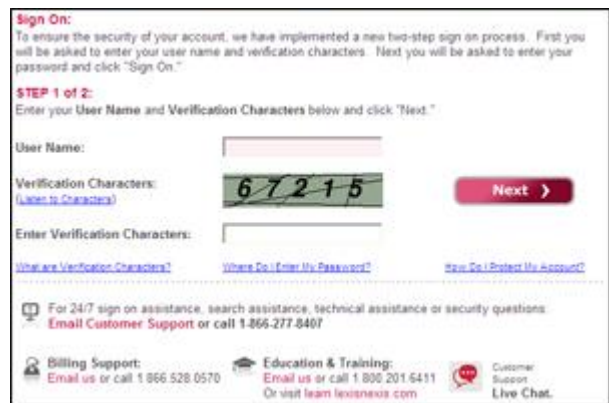 Sign On:
To ensure the security of your account, we have implemented a new two-step sign on process. First you
will be asked to enter your user name and verification characters. Next you will be asked to enter your
password and click "Sign On."
STEP 1 of 2:
Enter your User Name and Verification Characters below and click "Next."
User Name:
Verification Characters:
(Listen to Characters)
6 7 2 1 5
Next
Enter Verification Characters:
What are Verification Characters? Where Do I Enter My Password? How Do I Protect My Account?
For 24/7 sign on assistance, search assistance, technical assistance or security questions:
Email Customer Support or call 1-866-277-8407
Billing Support:
Email us or call 1 866.528.0570
Education & Training:
Email us or call 1 800 201 6411
Or visit learn lexisnexis com
Customer
Support
Live Chat.